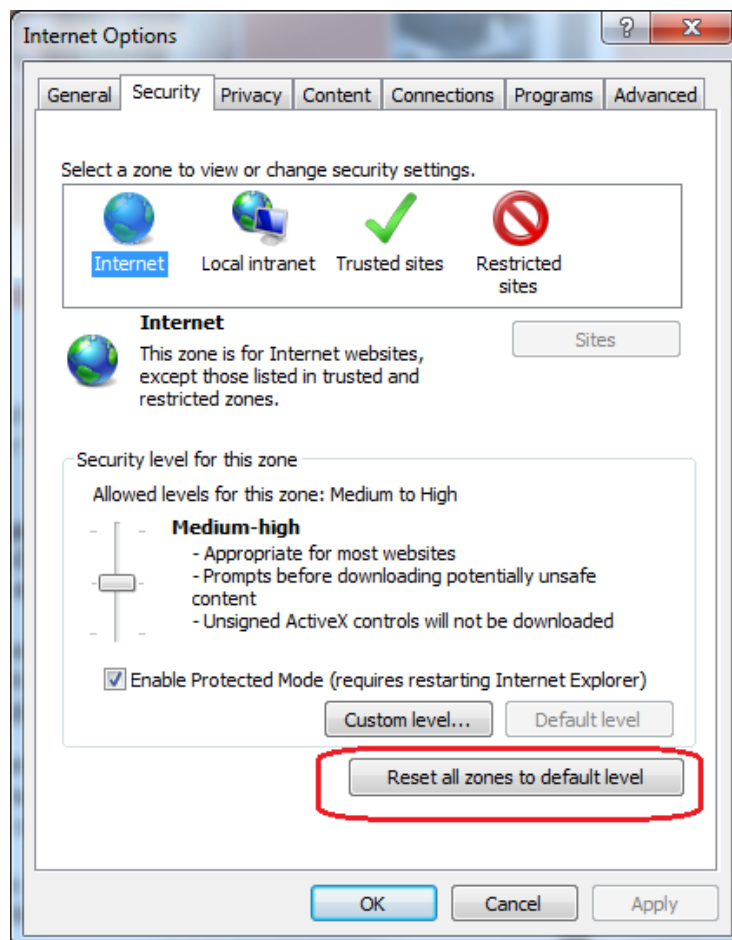 Internet Options
General Security Privacy Content Connections Programs Advanced
Select a zone to view or change security settings.
Internet Local intranet Trusted sites Restricted
sites
Internet
This zone is for Internet websites,
except those listed in trusted and
restricted zones.
Sites
Security level for this zone
Allowed levels for this zone: Medium to High
Medium-high
- Appropriate for most websites
- Prompts before downloading potentially unsafe
content
- Unsigned ActiveX controls will not be downloaded
Enable Protected Mode (requires restarting Internet Explorer)
Custom level... Default level
Reset all zones to default level
OK Cancel Apply